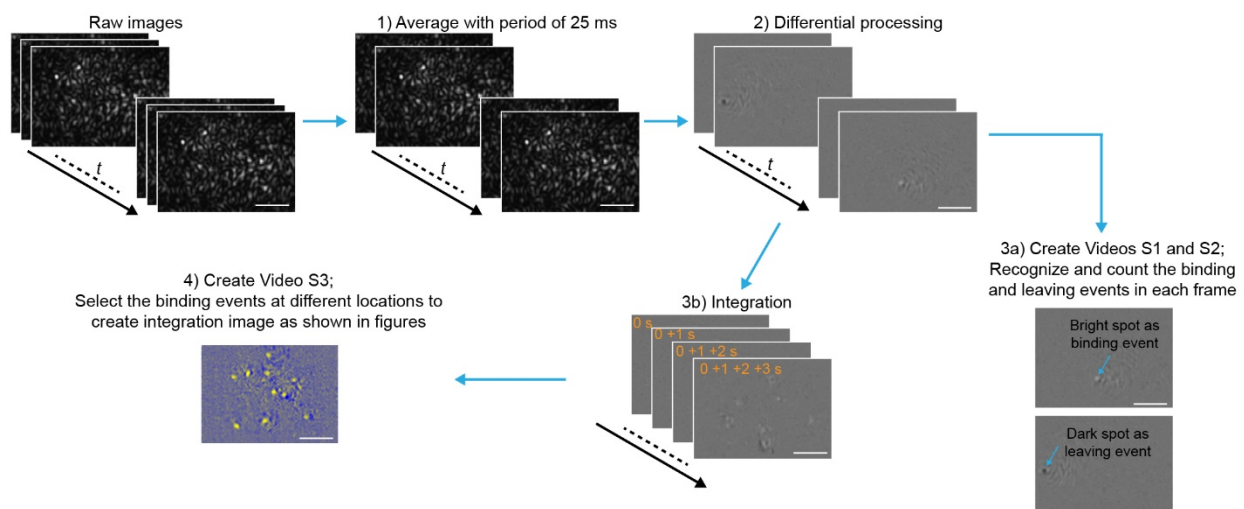 Raw images
1) Average with period of 25 ms
2) Differential processing
t
t
t
3a) Create Videos S1 and S2;
Recognize and count the binding
and leaving events in each frame
Bright spot as
binding event
Dark spot as
leaving event
3b) Integration
0 s
0 +1 s
0 +1 +2 s
0 +1 +2 +3 s
4) Create Video S3;
Select the binding events at different locations to
create integration image as shown in figures